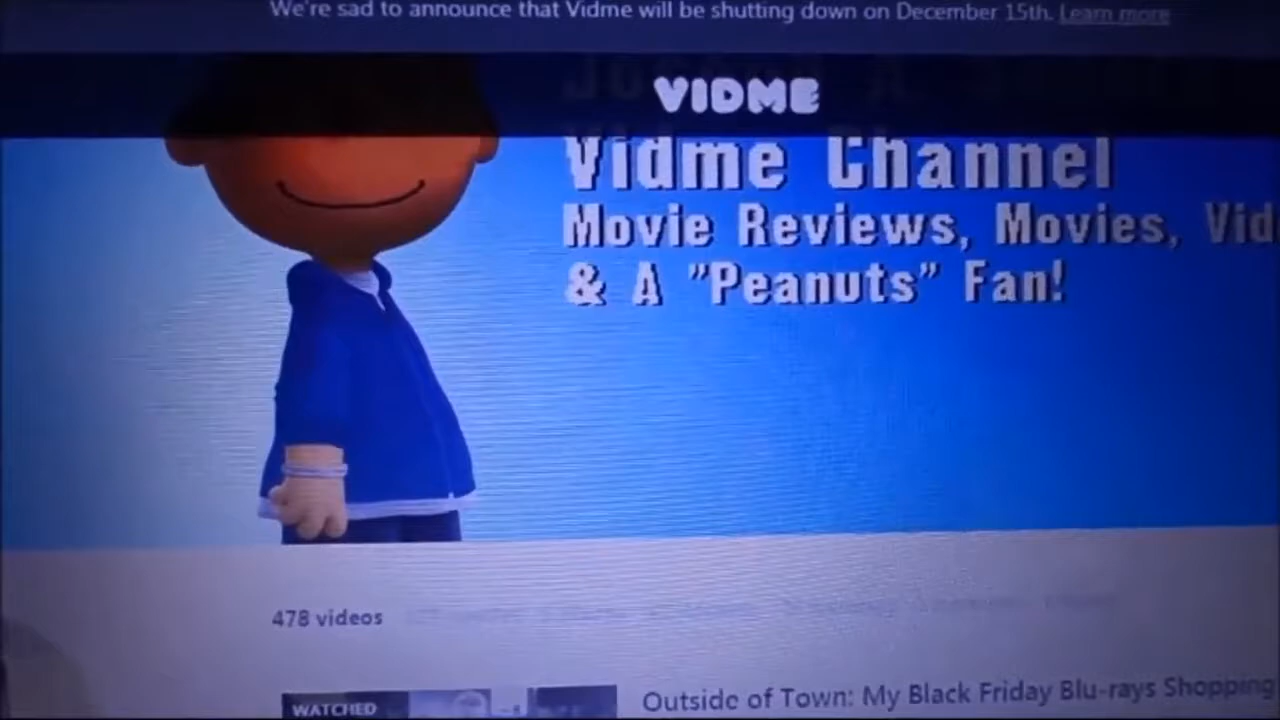 We're sad to announce that Vidme will be shutting down on December 15th. Learn more
VIDME
Vidme Channel
Movie Reviews, Movies, Vid
& A "Peanuts" Fan!
478 videos
WATCHED
Outside of Town: My Black Friday Blu-rays Shopping